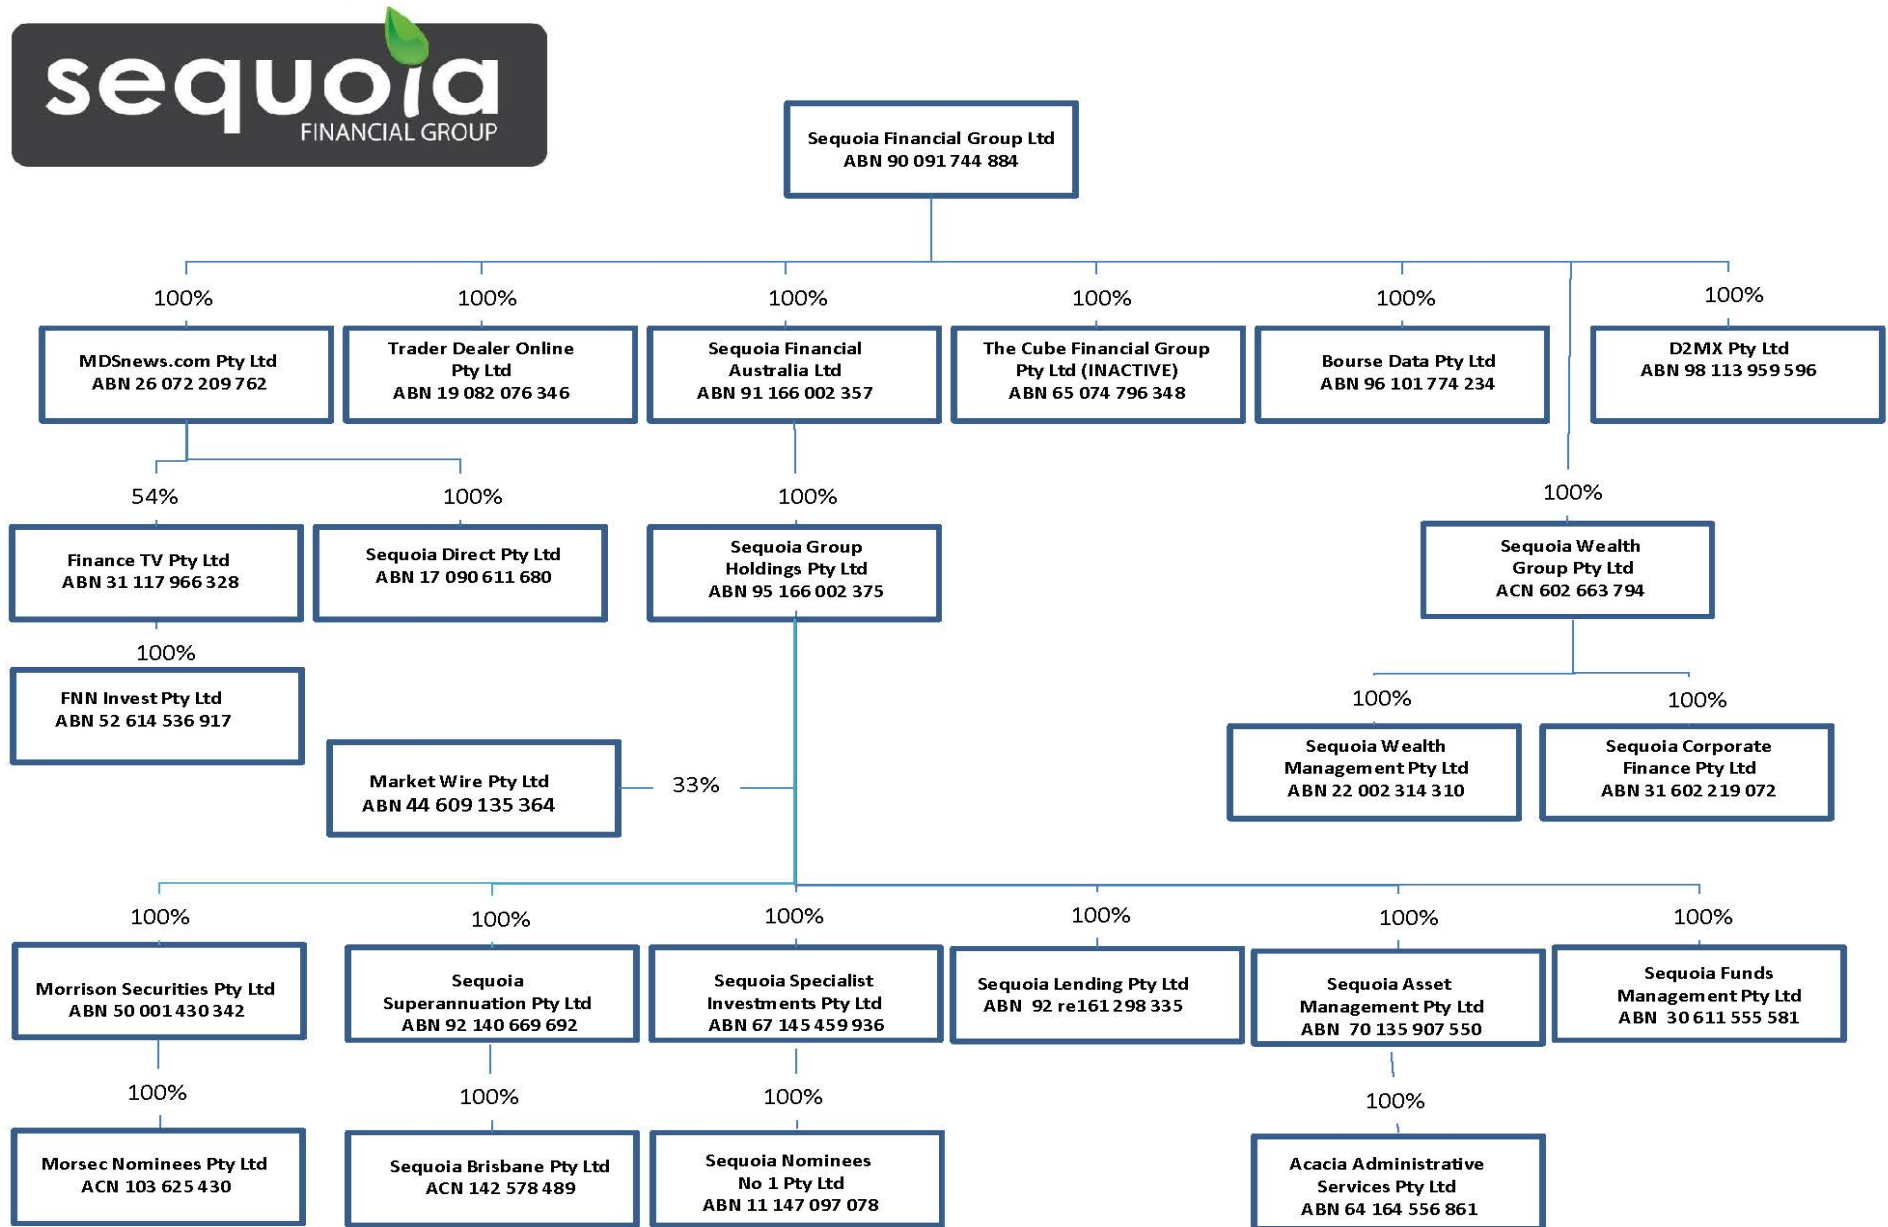 sequoia
FINANCIAL GROUP
Sequoia Financial Group Ltd
ABN 90 091 744 884
100%
100%
100%
100%
100%
100%
MDSnews.com Pty Ltd
ABN 26 072 209 762
Trader Dealer Online
Pty Ltd
ABN 19 082 076 346
Sequoia Financial
Australia Ltd
ABN 91 166 002 357
The Cube Financial Group
Pty Ltd (INACTIVE)
ABN 65 074 796 348
Bourse Data Pty Ltd
ABN 96 101 774 234
D2MX Pty Ltd
ABN 98 113 959 596
54%
100%
100%
100%
Finance TV Pty Ltd
ABN 31 117 966 328
Sequoia Direct Pty Ltd
ABN 17 090 611 680
Sequoia Group
Holdings Pty Ltd
ABN 95 166 002 375
Sequoia Wealth
Group Pty Ltd
ACN 602 663 794
100%
FNN Invest Pty Ltd
ABN 52 614 536 917
100%
100%
Market Wire Pty Ltd
ABN 44 609 135 364
33%
Sequoia Wealth
Management Pty Ltd
ABN 22 002 314 310
Sequoia Corporate
Finance Pty Ltd
ABN 31 602 219 072
100%
100%
100%
100%
100%
100%
Morrison Securities Pty Ltd
ABN 50 001 430 342
Sequoia
Superannuation Pty Ltd
ABN 92 140 669 692
Sequoia Specialist
Investments Pty Ltd
ABN 67 145 459 936
Sequoia Lending Pty Ltd
ABN 92 re161 298 335
Sequoia Asset
Management Pty Ltd
ABN 70 135 907 550
Sequoia Funds
Management Pty Ltd
ABN 30 611 555 581
100%
100%
100%
100%
Morsec Nominees Pty Ltd
ACN 103 625 430
Sequoia Brisbane Pty Ltd
ACN 142 578 489
Sequoia Nominees
No 1 Pty Ltd
ABN 11 147 097 078
Acacia Administrative
Services Pty Ltd
ABN 64 164 556 861